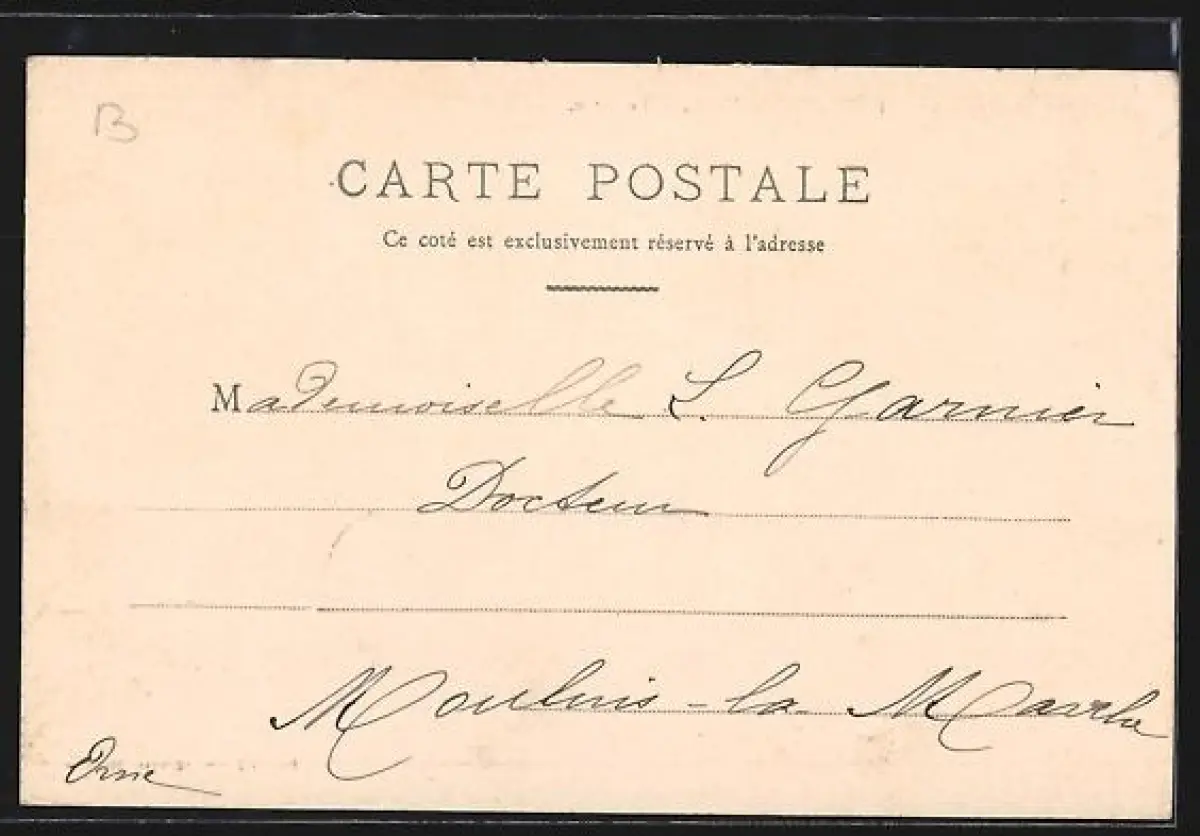 B
CARTE POSTALE
Ce coté est exclusivement réservé à l'adresse
Mademoiselle L. Garnier
Docteur
Moulins-la Marche
Orne